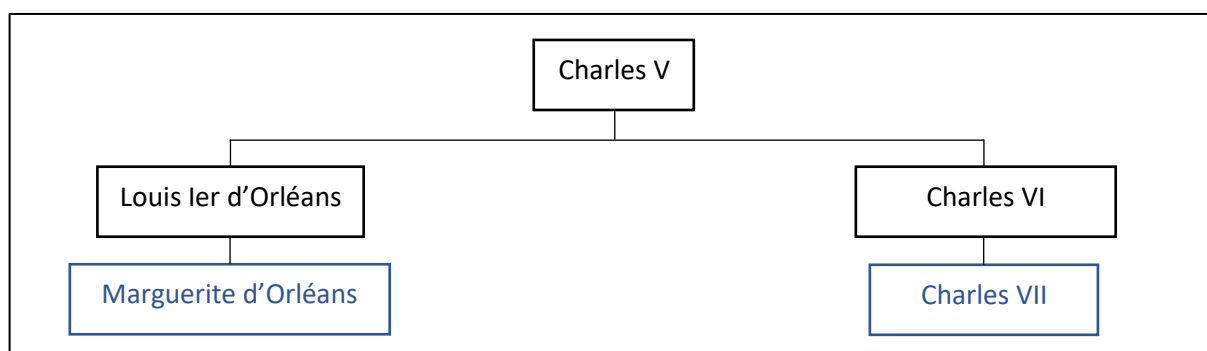 Charles V
Louis Ier d’Orléans
Charles VI
Marguerite d’Orléans
Charles VII